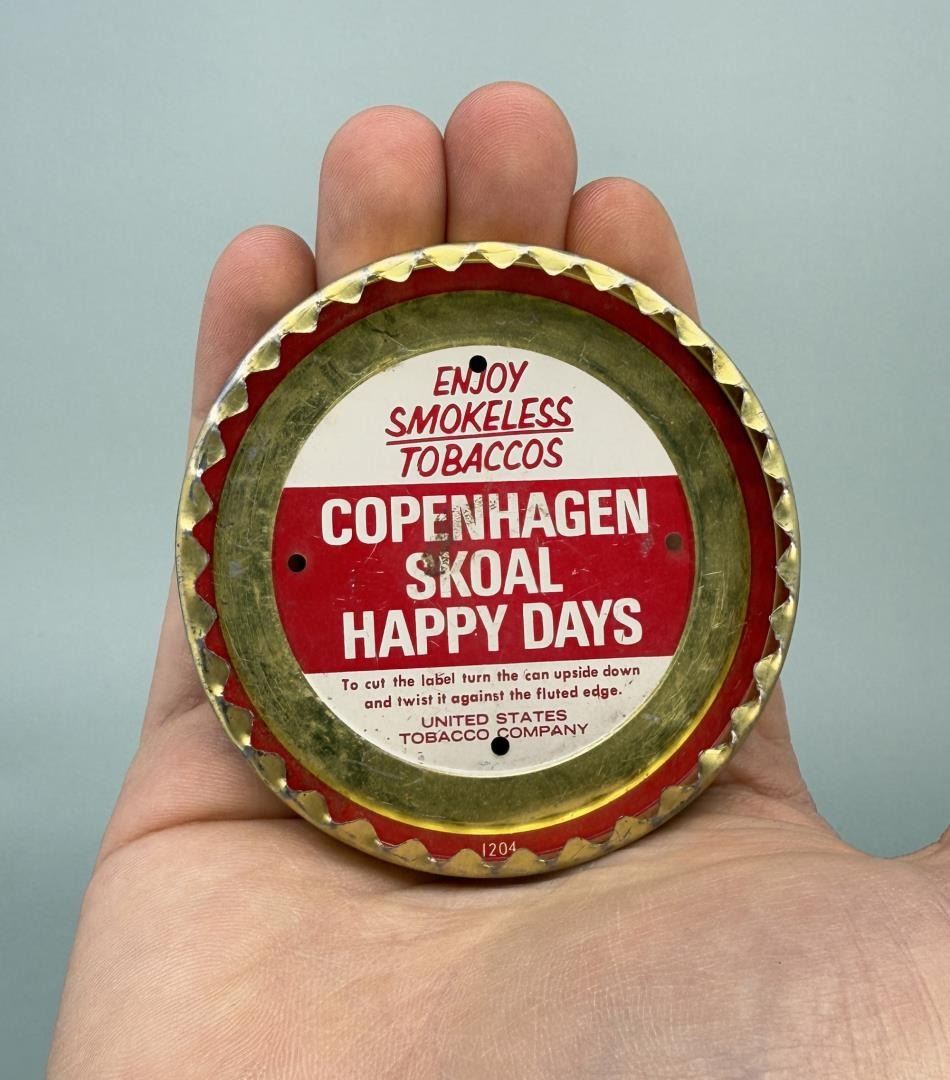 ENJOY
SMOKELESS
TOBACCOS
COPENHAGEN
SKOAL
HAPPY DAYS
To cut the label turn the can upside down
and twist it against the fluted edge.
UNITED STATES
TOBACCO COMPANY
1204